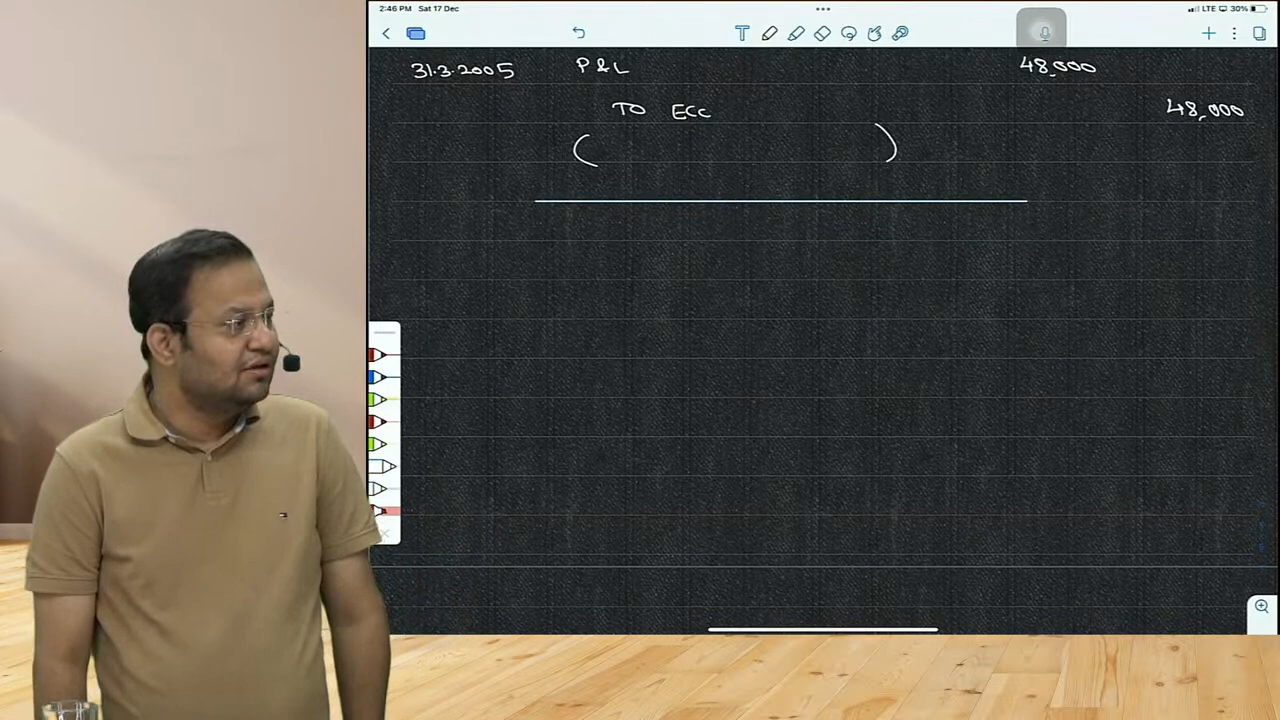 2:46 PM Sat 17 Dec
LTE 30%
T
31.3.2005 P & L 48,000
TO ECC 48,000
( )